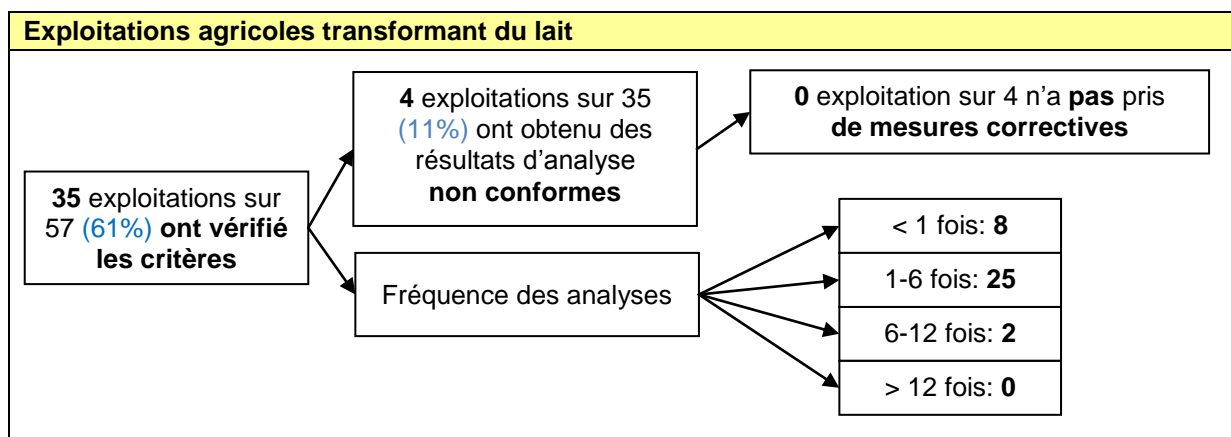 Exploitations agricoles transformant du lait
35 exploitations sur
57 (61%) ont vérifié
les critères
4 exploitations sur 35
(11%) ont obtenu des
résultats d’analyse
non conformes
0 exploitation sur 4 n'a pas pris
de mesures correctives
Fréquence des analyses
< 1 fois: 8
1-6 fois: 25
6-12 fois: 2
> 12 fois: 0